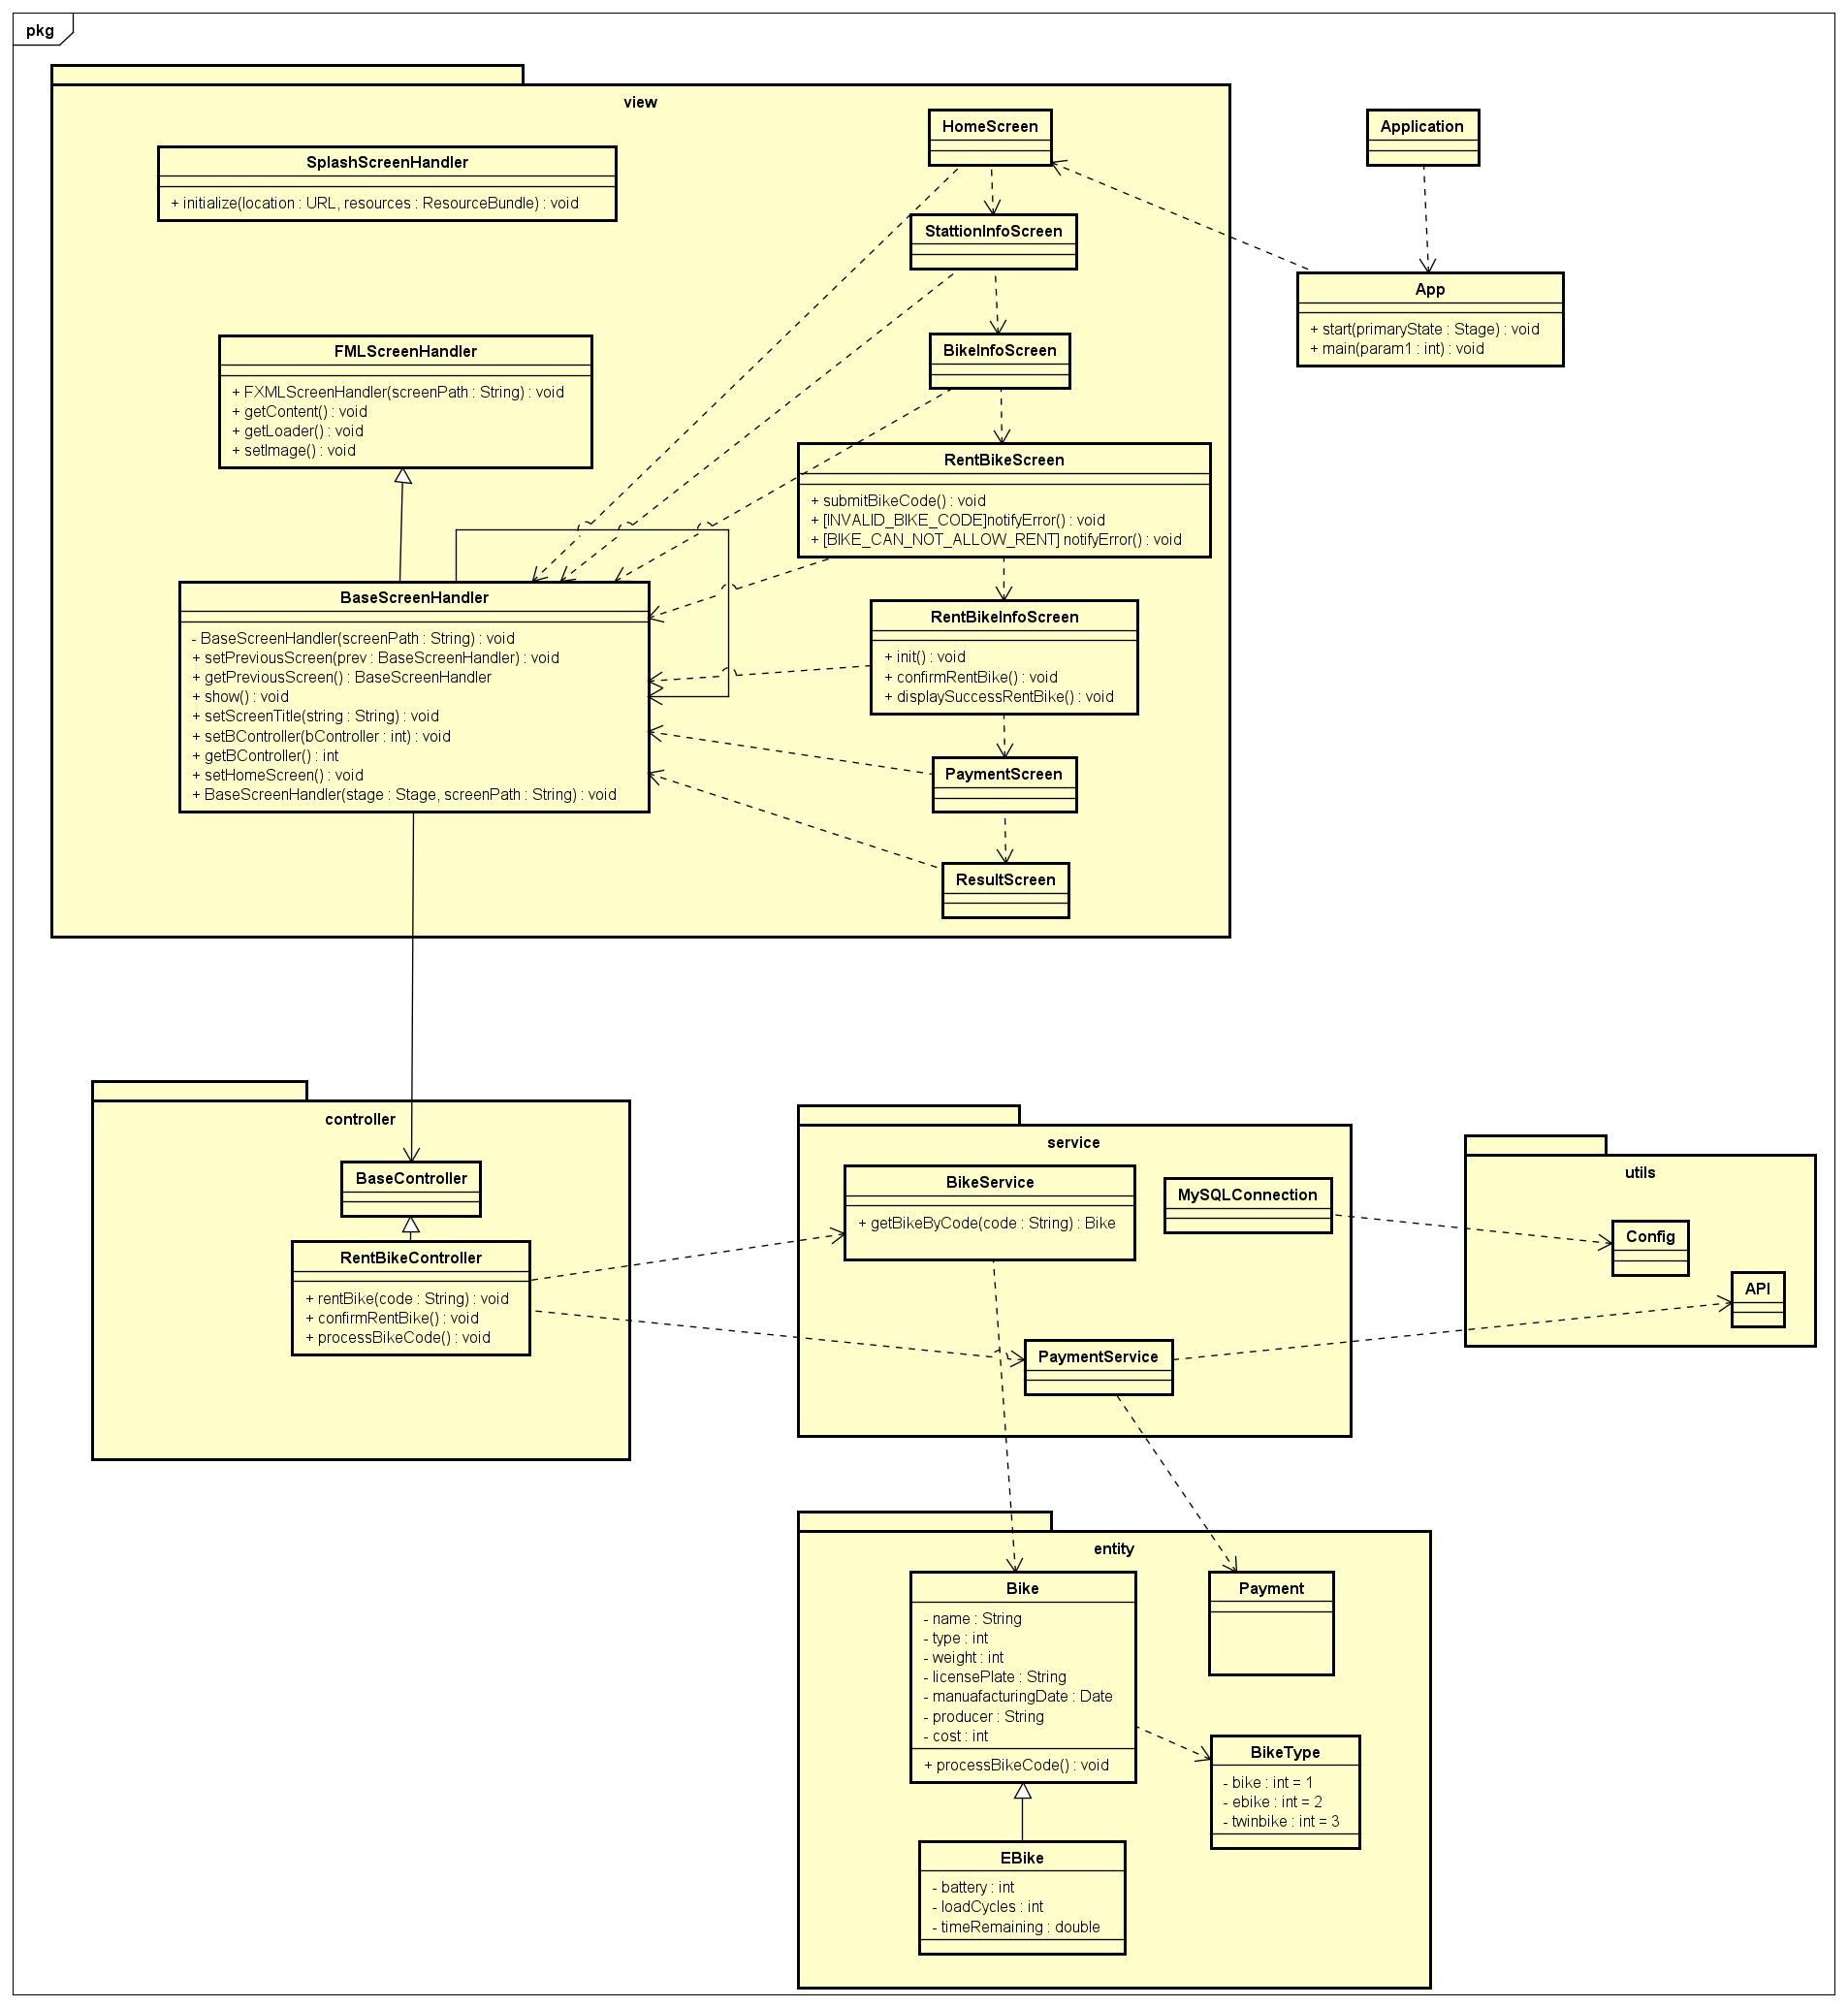 pkg
view
SplashScreenHandler
+ initialize(location : URL, resources : ResourceBundle) : void
HomeScreen
Application
StattionInfoScreen
App
+ start(primaryState : Stage) : void
+ main(param1 : int) : void
FMLScreenHandler
+ FXMLScreenHandler(screenPath : String) : void
+ getContent() : void
+ getLoader() : void
+ setImage() : void
BikeInfoScreen
RentBikeScreen
+ submitBikeCode() : void
+ [INVALID_BIKE_CODE]notifyError() : void
+ [BIKE_CAN_NOT_ALLOW_RENT] notifyError() : void
BaseScreenHandler
- BaseScreenHandler(screenPath : String) : void
+ setPreviousScreen(prev : BaseScreenHandler) : void
+ getPreviousScreen() : BaseScreenHandler
+ show() : void
+ setScreenTitle(string : String) : void
+ setBController(bController : int) : void
+ getBController() : int
+ setHomeScreen() : void
+ BaseScreenHandler(stage : Stage, screenPath : String) : void
RentBikeInfoScreen
+ init() : void
+ confirmRentBike() : void
+ displaySuccessRentBike() : void
PaymentScreen
ResultScreen
controller
BaseController
RentBikeController
+ rentBike(code : String) : void
+ confirmRentBike() : void
+ processBikeCode() : void
service
BikeService
+ getBikeByCode(code : String) : Bike
MySQLConnection
PaymentService
utils
Config
API
entity
Bike
- name : String
- type : int
- weight : int
- licensePlate : String
- manuafacturingDate : Date
- producer : String
- cost : int
+ processBikeCode() : void
Payment
BikeType
- bike : int = 1
- ebike : int = 2
- twinbike : int = 3
EBike
- battery : int
- loadCycles : int
- timeRemaining : double